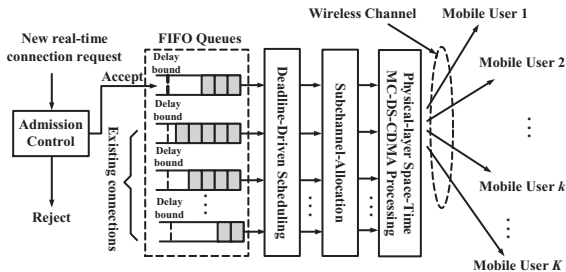 New real-time
connection request
Accept
Admission
Control
Reject
Existing connections
FIFO Queues
Delay
bound
Delay
bound
Delay
bound
Delay
bound
Deadline-Driven Scheduling
Subchannel-Allocation
Physical-layer Space-Time
MC-DS-CDMA Processing
Wireless Channel
Mobile User 1
Mobile User 2
Mobile User k
Mobile User K